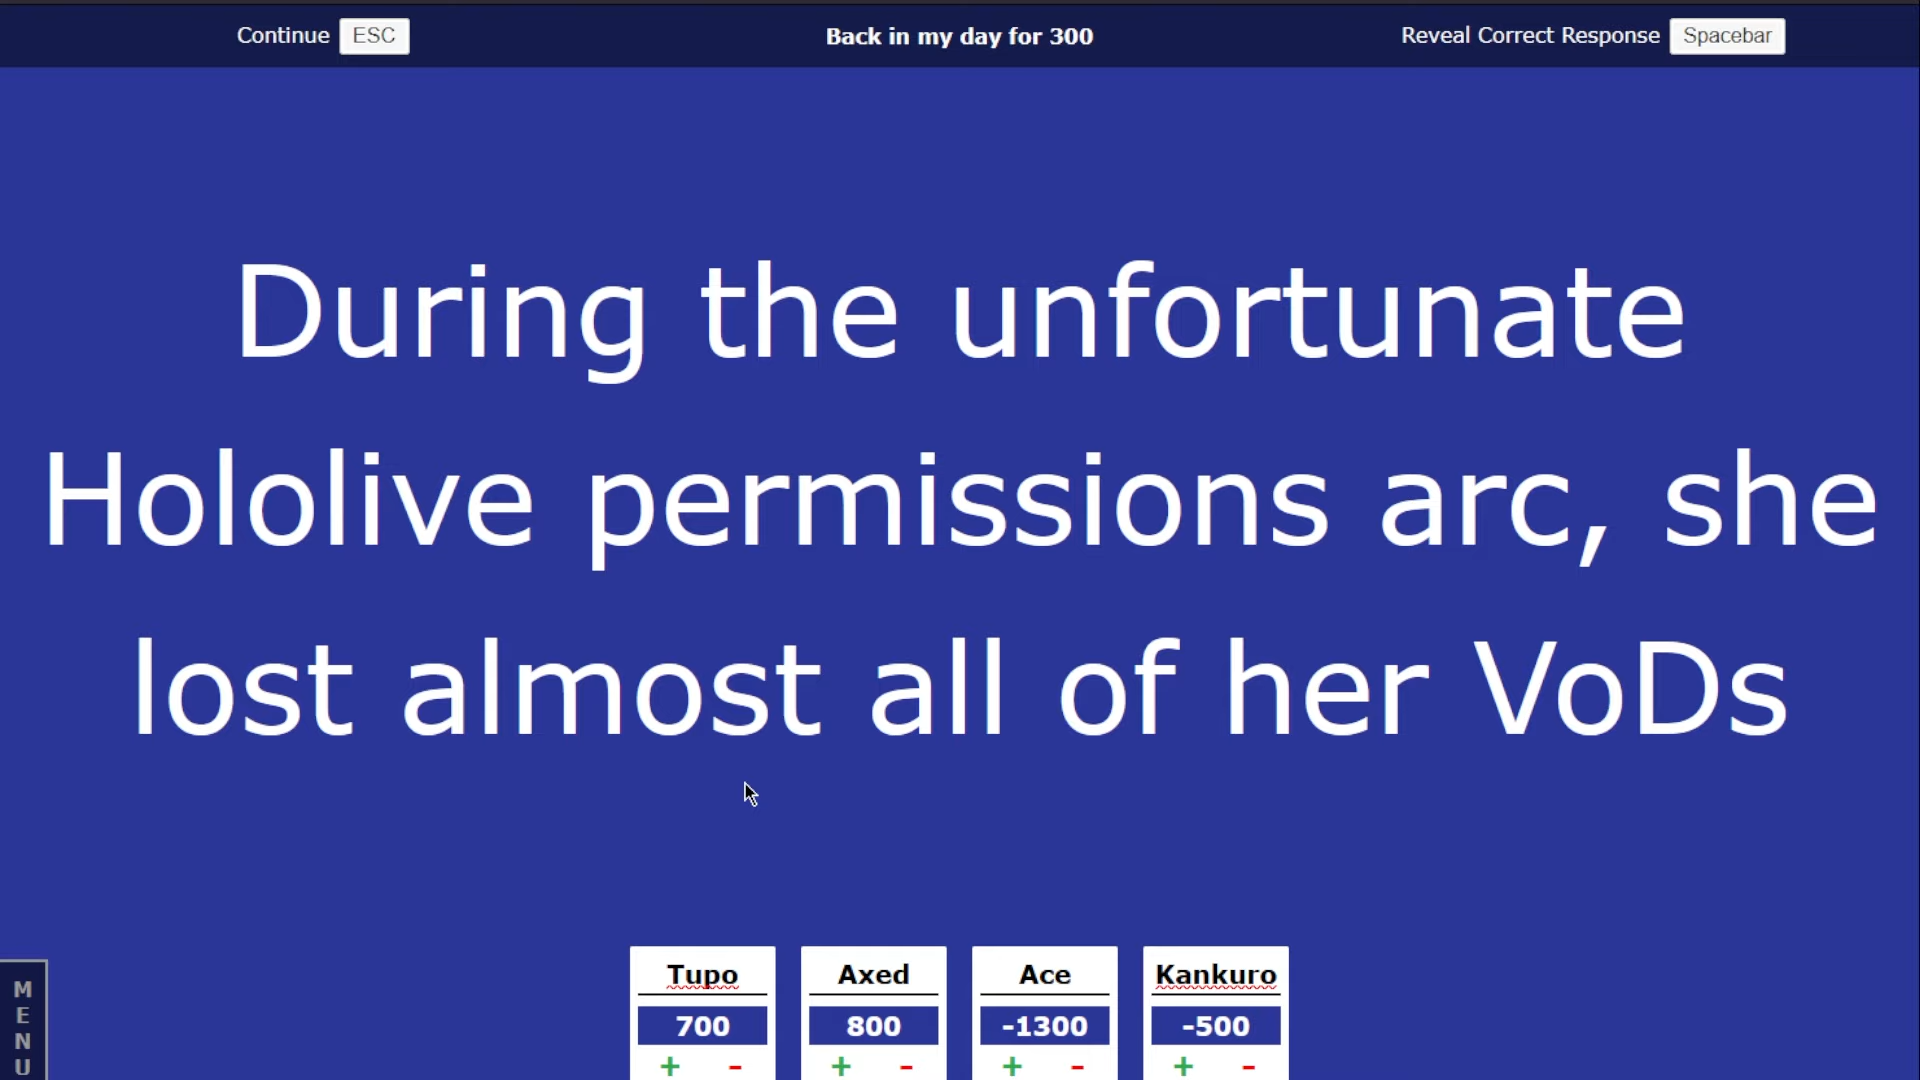 Continue ESC Back in my day for 300 Reveal Correct Response Spacebar
During the unfortunate
Hololive permissions arc, she
lost almost all of her VoDs
Tupo Axed Ace Kankuro
700 800 -1300 -500
+ - + - + - + -
MENU